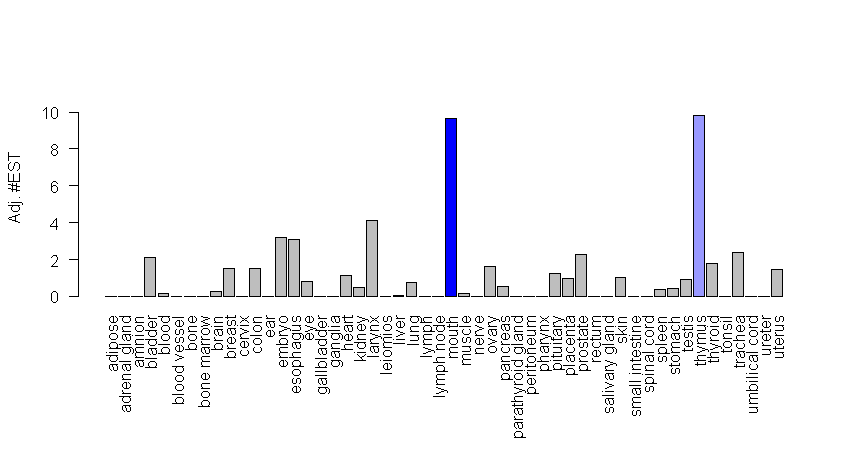 Adj. #EST
10
8
6
4
2
0
adipose
adrenal gland
amnion
bladder
blood
blood vessel
bone
bone marrow
brain
breast
cervix
colon
ear
embryo
esophagus
eye
gallbladder
ganglia
heart
kidney
larynx
leiomios
liver
lung
lymph
lymph node
mouth
muscle
nerve
ovary
pancreas
parathyroid gland
peritoneum
pharynx
pituitary
placenta
prostate
rectum
salivary gland
skin
small intestine
spinal cord
spleen
stomach
testis
thymus
thyroid
tonsil
trachea
umbilical cord
ureter
uterus